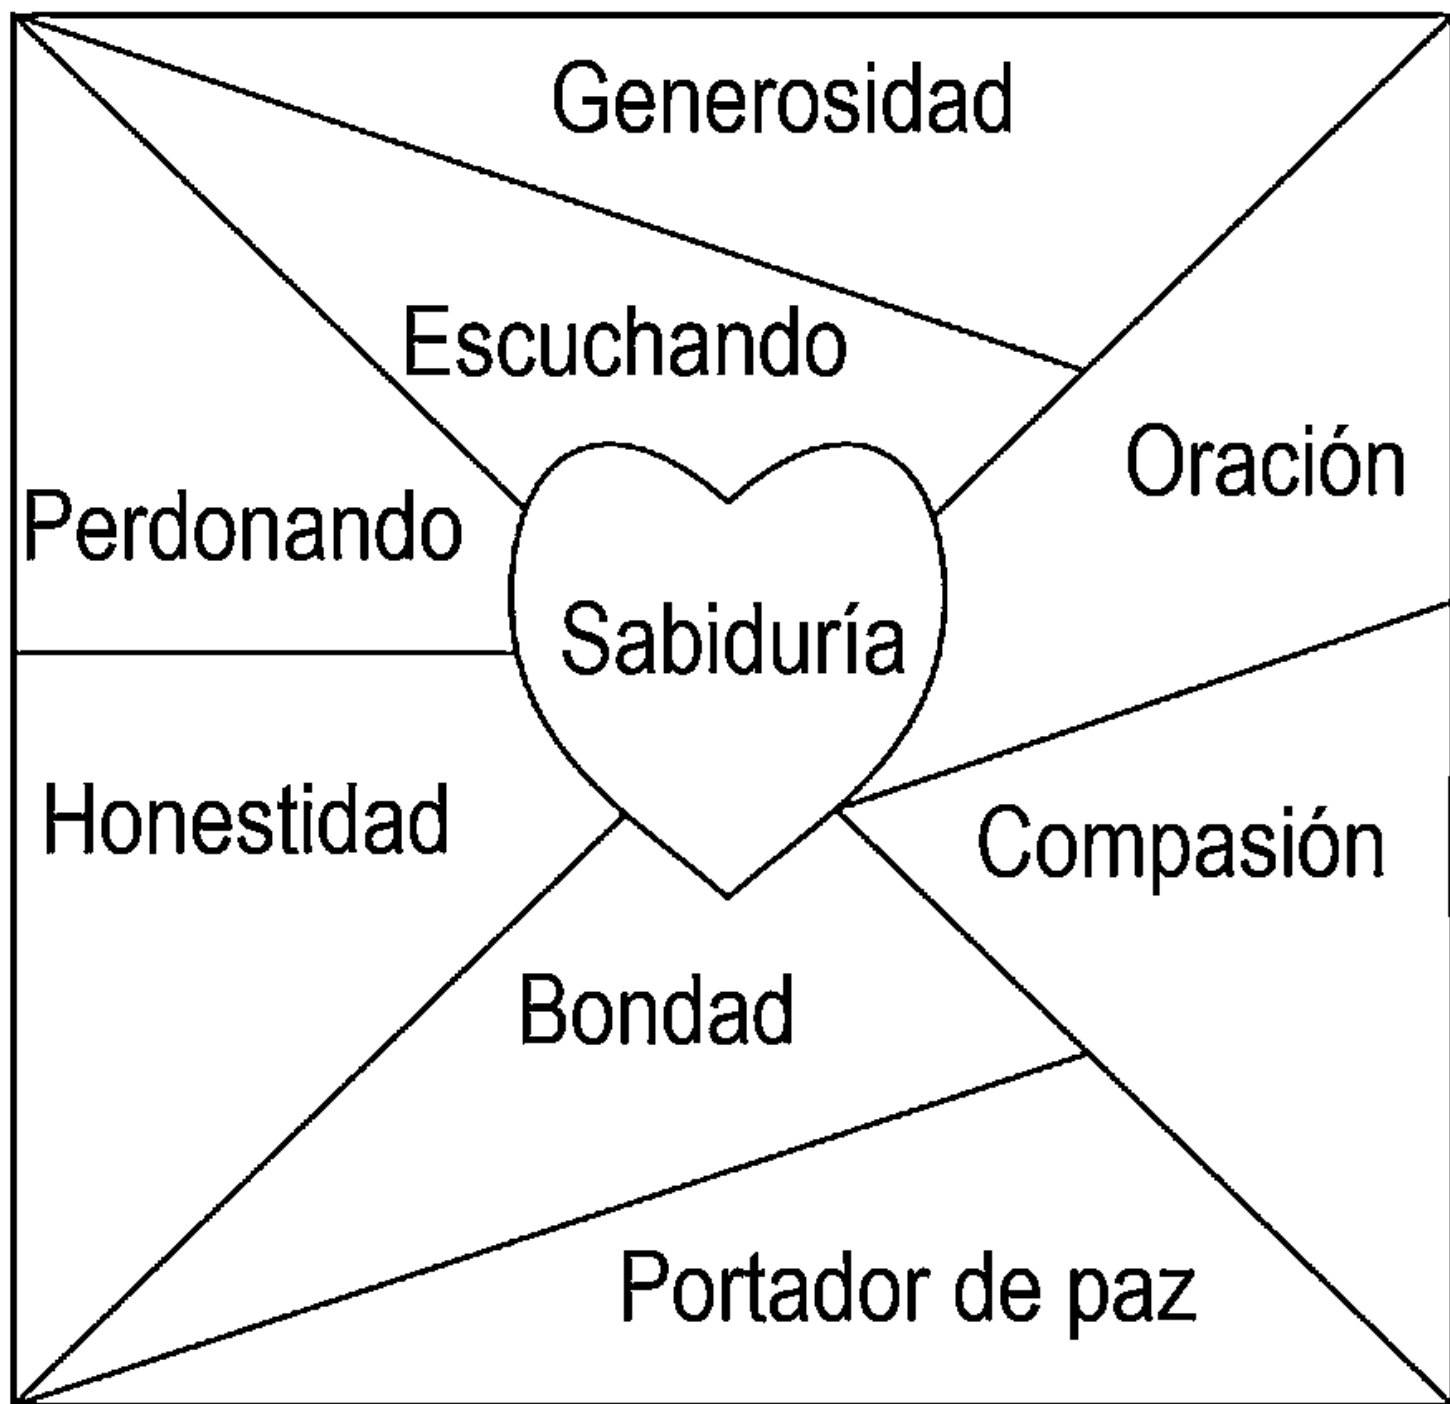 Generosidad
Escuchando
Oración
Perdonando
Sabiduría
Honestidad
Compasión
Bondad
Portador de paz